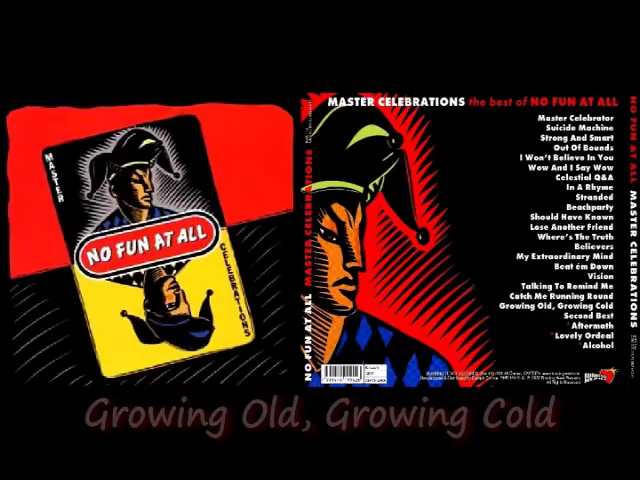 MASTER
NO FUN AT ALL
CELEBRATIONS
NO FUN AT ALL MASTER CELEBRATIONS
MASTER CELEBRATIONS the best of NO FUN AT ALL
Master Celebrator
Suicide Machine
Strong And Smart
Out Of Bounds
I Won't Believe In You
Wow And I Say Wow
Celestial Q&A
In A Rhyme
Stranded
Beachparty
Should Have Known
Lose Another Friend
Where's The Truth
Believers
My Extraordinary Mind
Beat ém Down
Vision
Talking To Remind Me
Catch Me Running Round
Growing Old, Growing Cold
Second Best
*Aftermath
*Lovely Ordeal
*Alcohol
NO FUN AT ALL MASTER CELEBRATIONS
Growing Old, Growing Cold